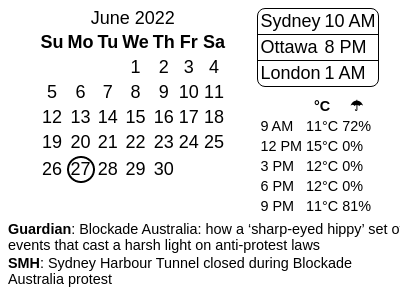 June 2022
Su Mo Tu We Th Fr Sa
1 2 3 4
5 6 7 8 9 10 11
12 13 14 15 16 17 18
19 20 21 22 23 24 25
26 27 28 29 30
Sydney 10 AM
Ottawa 8 PM
London 1 AM
°C ☂
9 AM 11°C 72%
12 PM 15°C 0%
3 PM 12°C 0%
6 PM 12°C 0%
9 PM 11°C 81%
Guardian: Blockade Australia: how a ‘sharp-eyed hippy’ set o
events that cast a harsh light on anti-protest laws
SMH: Sydney Harbour Tunnel closed during Blockade
Australia protest